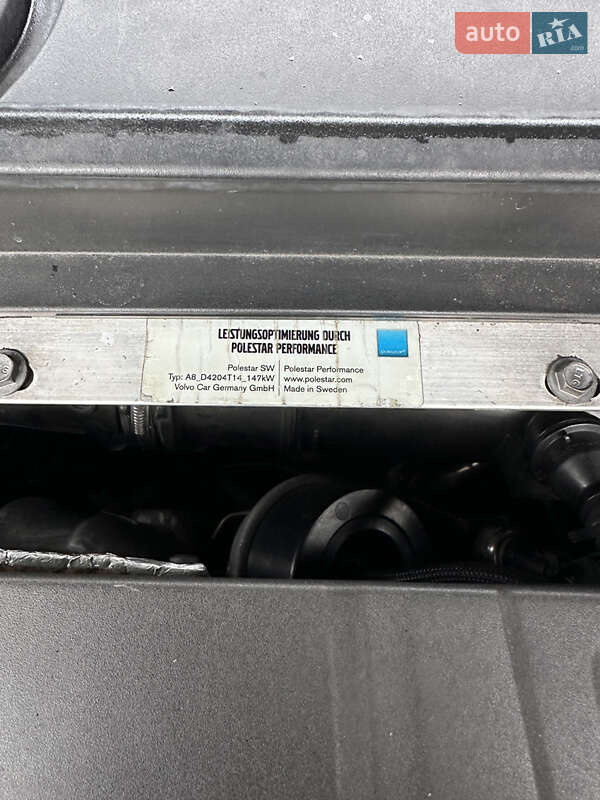 auto RIA
.com
LEISTUNGSOPTIMIERUNG DURCH
POLESTAR PERFORMANCE
Polestar SW
Typ: A8_D4204T14_147kW
Volvo Car Germany GmbH
Polestar Performance
www.polestar.com
Made in Sweden